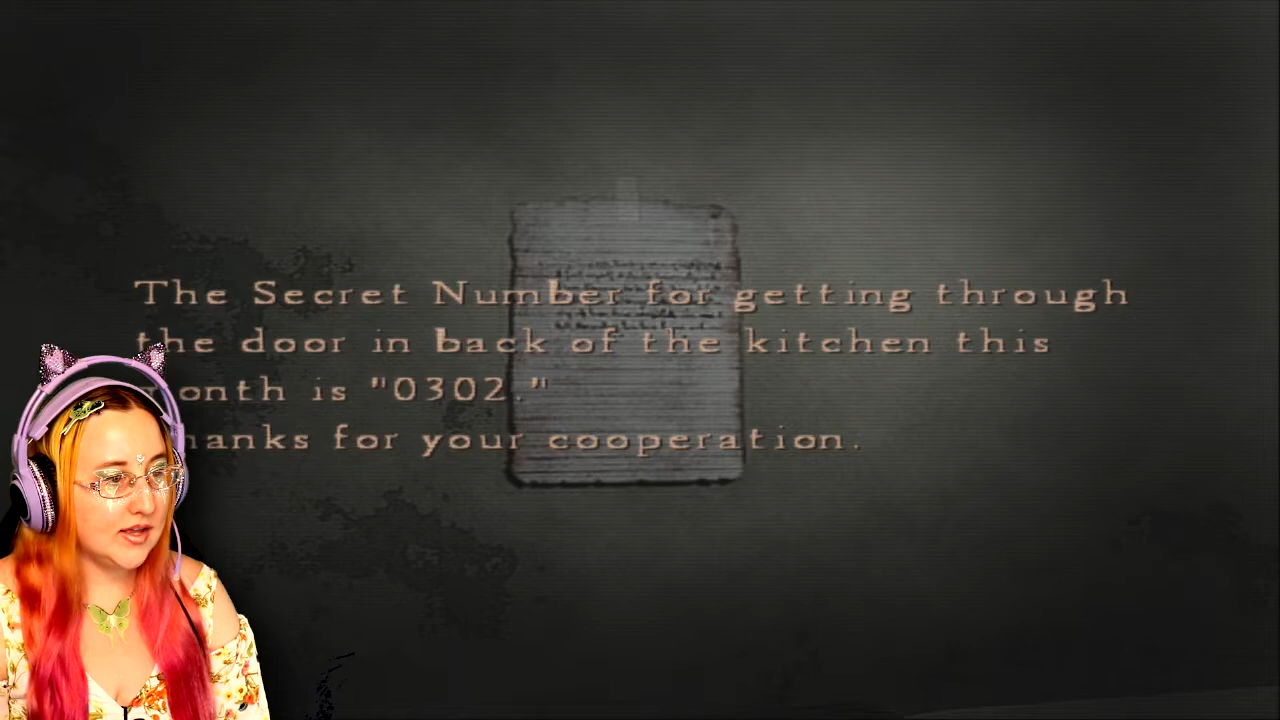 The Secret Number for getting through
the door in back of the kitchen this
month is "0302."
Thanks for your cooperation.